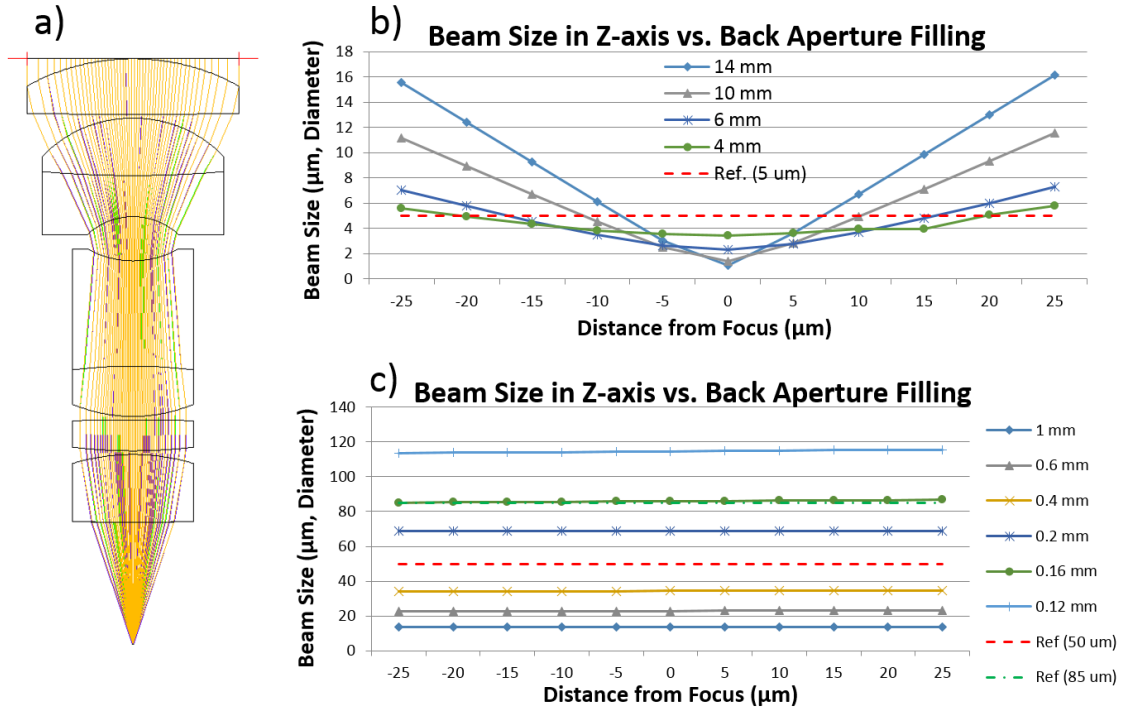 a)
b)
Beam Size in Z-axis vs. Back Aperture Filling
Beam Size (µm, Diameter)
18
16
14
12
10
8
6
4
2
0
14 mm
10 mm
6 mm
4 mm
Ref. (5 um)
-25 -20 -15 -10 -5 0 5 10 15 20 25
Distance from Focus (µm)
c)
Beam Size in Z-axis vs. Back Aperture Filling
Beam Size (µm, Diameter)
140
120
100
80
60
40
20
0
-25 -20 -15 -10 -5 0 5 10 15 20 25
Distance from Focus (µm)
1 mm
0.6 mm
0.4 mm
0.2 mm
0.16 mm
0.12 mm
Ref (50 um)
Ref (85 um)